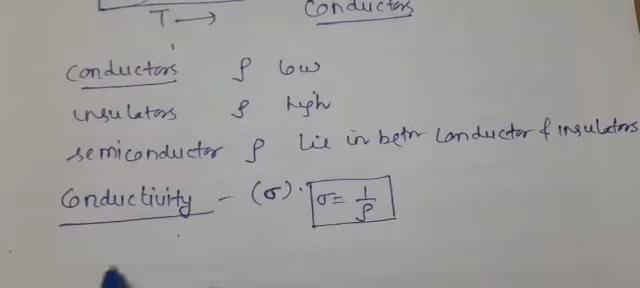 T → Conductors
Conductors ρ low
insulators ρ high
semiconductor ρ Lie in betn conductor & insulators
Conductivity - (σ). σ = 1/ρ